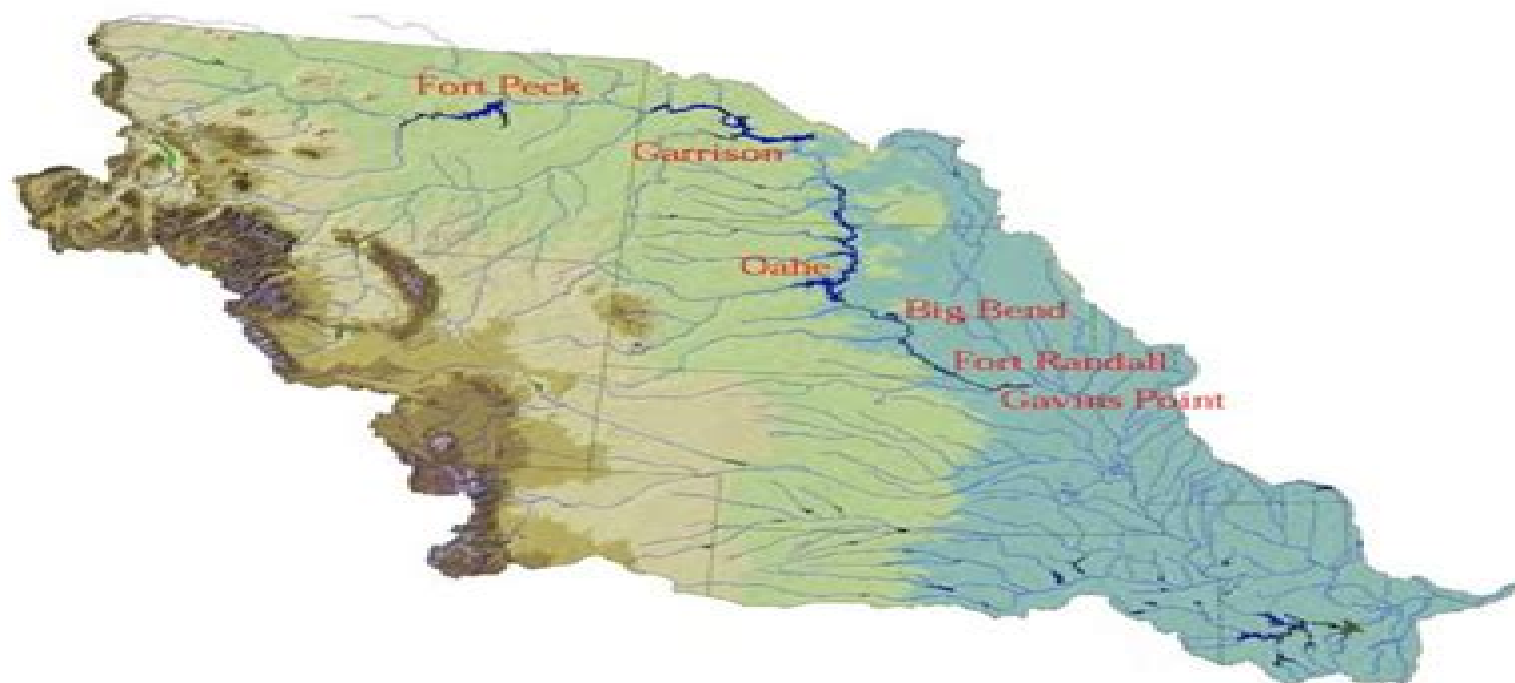 Fort Peck
Garrison
Oahe
Big Bend
Fort Randall
Gavins Point